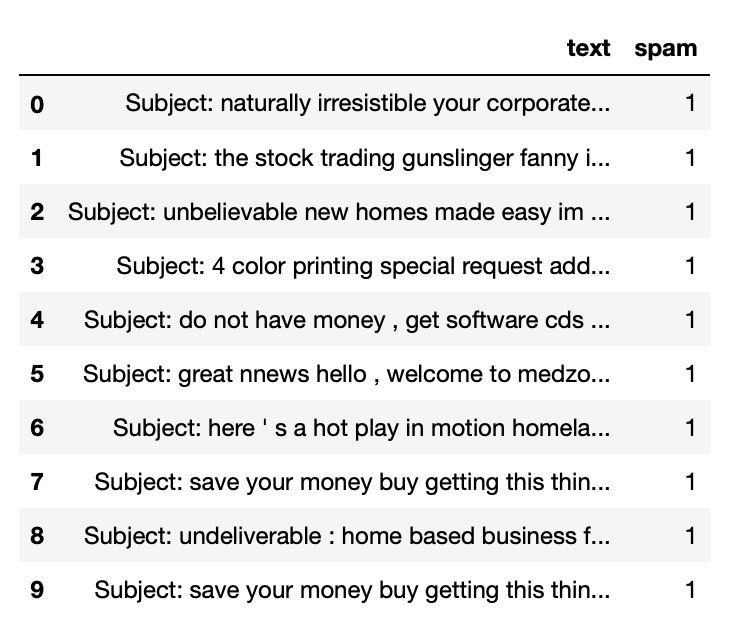 text spam
0 Subject: naturally irresistible your corporate... 1
1 Subject: the stock trading gunslinger fanny i... 1
2 Subject: unbelievable new homes made easy im ... 1
3 Subject: 4 color printing special request add... 1
4 Subject: do not have money , get software cds ... 1
5 Subject: great nnews hello , welcome to medzo... 1
6 Subject: here ' s a hot play in motion homela... 1
7 Subject: save your money buy getting this thin... 1
8 Subject: undeliverable : home based business f... 1
9 Subject: save your money buy getting this thin... 1